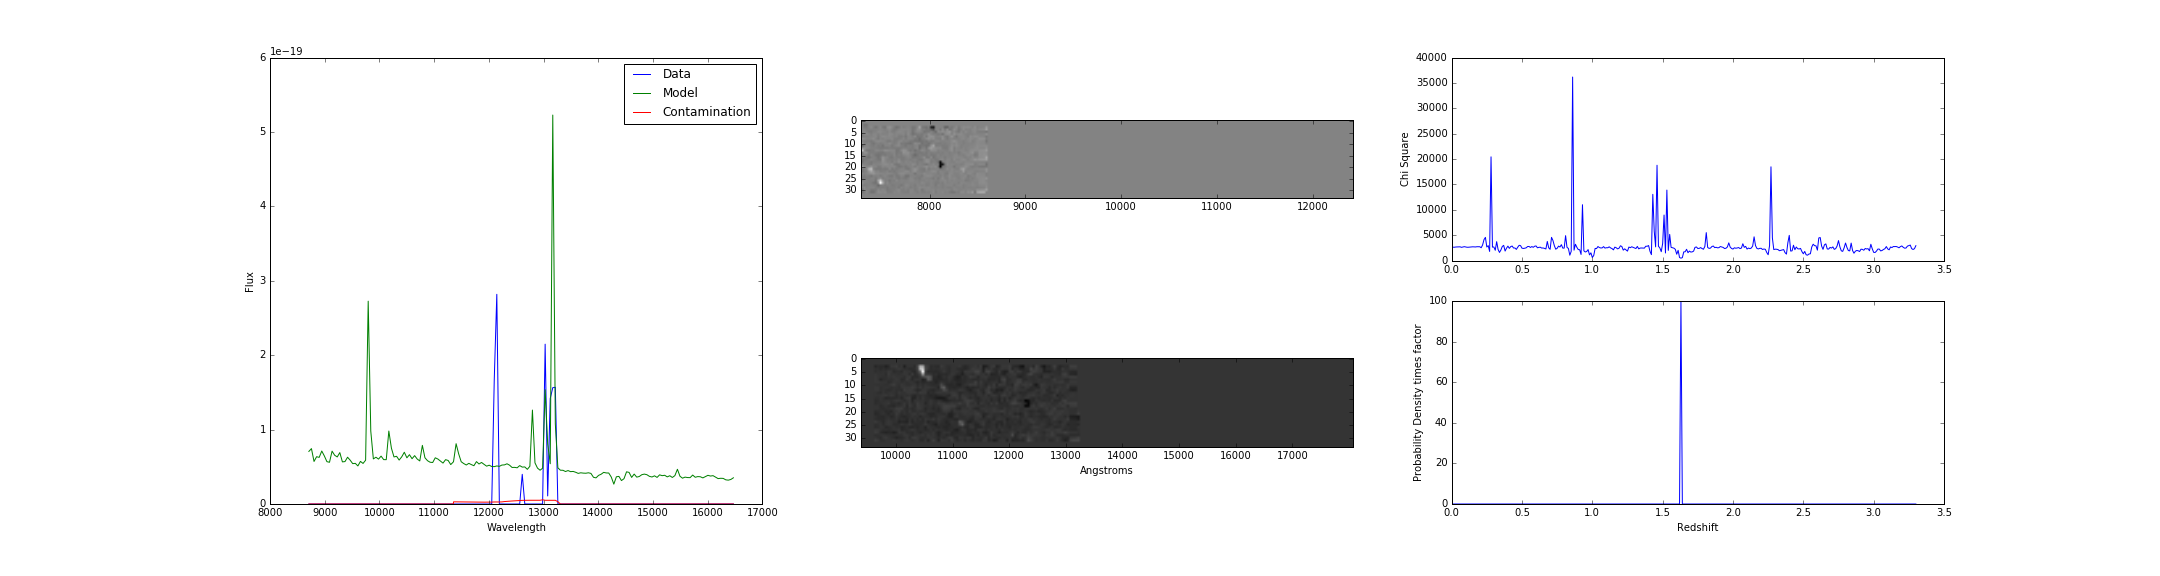 1e−19
6
5
4
3
2
1
0
Flux
8000 9000 10000 11000 12000 13000 14000 15000 16000 17000
Wavelength
Data
Model
Contamination
0
5
10
15
20
25
30
8000 9000 10000 11000 12000
0
5
10
15
20
25
30
10000 11000 12000 13000 14000 15000 16000 17000
Angstroms
40000
35000
30000
25000
20000
15000
10000
5000
0
Chi Square
0.0 0.5 1.0 1.5 2.0 2.5 3.0 3.5
100
80
60
40
20
0
Probability Density times factor
0.0 0.5 1.0 1.5 2.0 2.5 3.0 3.5
Redshift